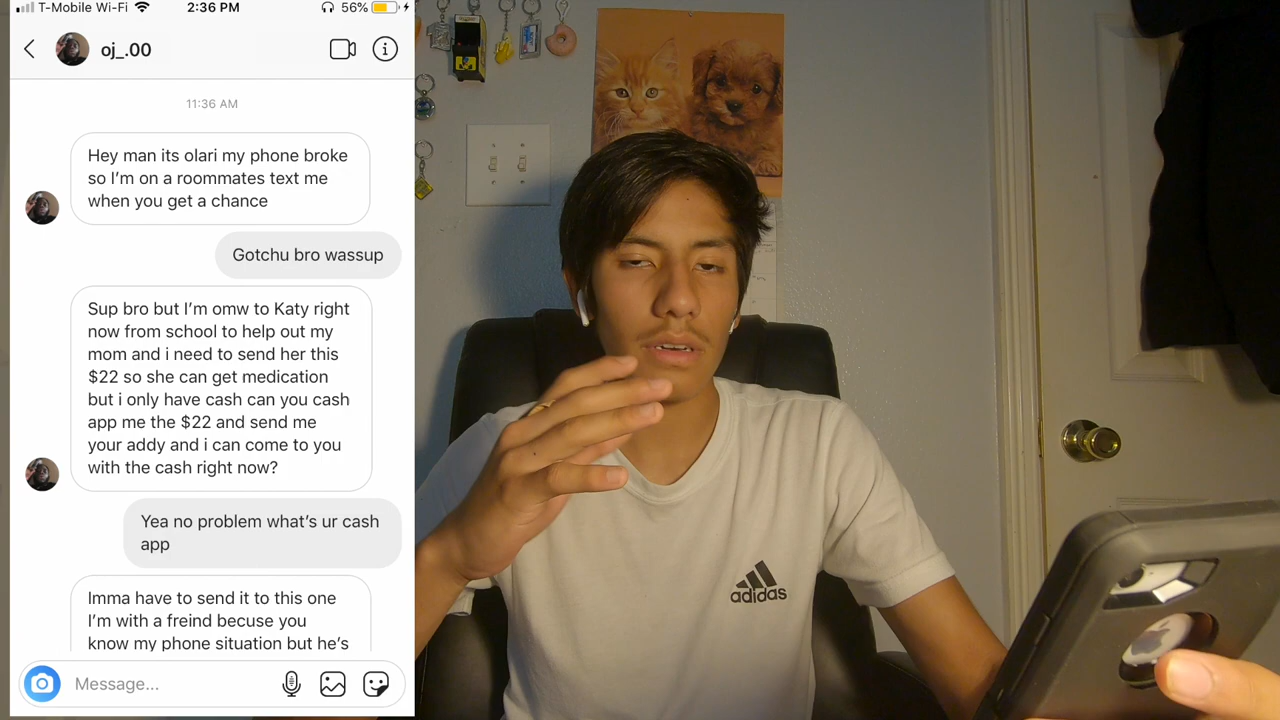 T-Mobile Wi-Fi 2:36 PM 56%
oj_.00
11:36 AM
Hey man its olari my phone broke
so I'm on a roommates text me
when you get a chance
Gotchu bro wassup
Sup bro but I'm omw to Katy right
now from school to help out my
mom and i need to send her this
$22 so she can get medication
but i only have cash can you cash
app me the $22 and send me
your addy and i can come to you
with the cash right now?
Yea no problem what's ur cash
app
Imma have to send it to this one
I'm with a freind becuse you
know my phone situation but he's
Message...
adidas